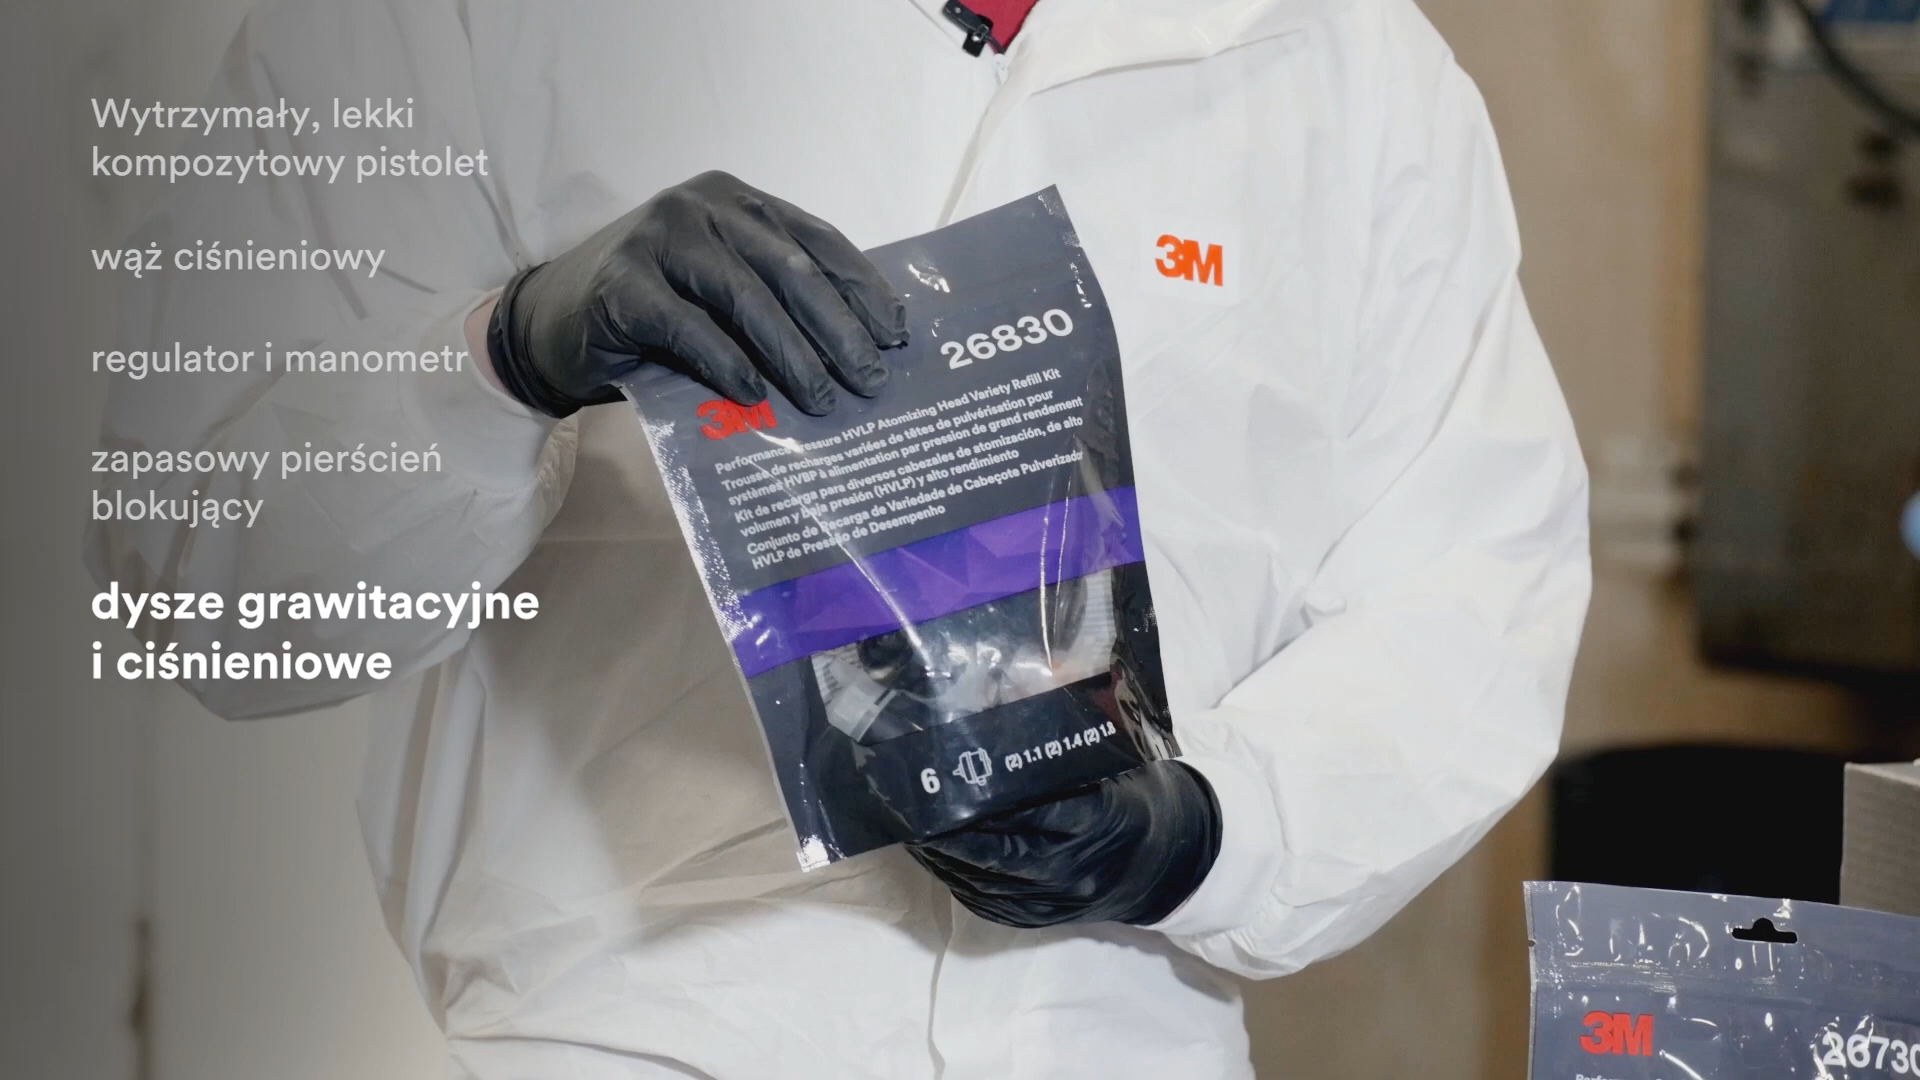 Wytrzymały, lekki
kompozytowy pistolet
wąż ciśnieniowy
regulator i manometr
zapasowy pierścień
blokujący
dysze grawitacyjne
i ciśnieniowe
3M
26830
3M
Performance Pressure HVLP Atomizing Head Variety Refill Kit
Trousse de recharges variées de têtes de pulvérisation pour
systèmes HVBP à alimentation par pression de grand rendement
Kit de recarga para diversos cabezales de atomización, de alto
volumen y baja presión (HVLP) y alto rendimiento
Conjunto de Recarga de Variedade de Cabeçote Pulverizador
HVLP de Pressão de Desempenho
6 (2) 1.1 (2) 1.4 (2) 1.8
3M
26730